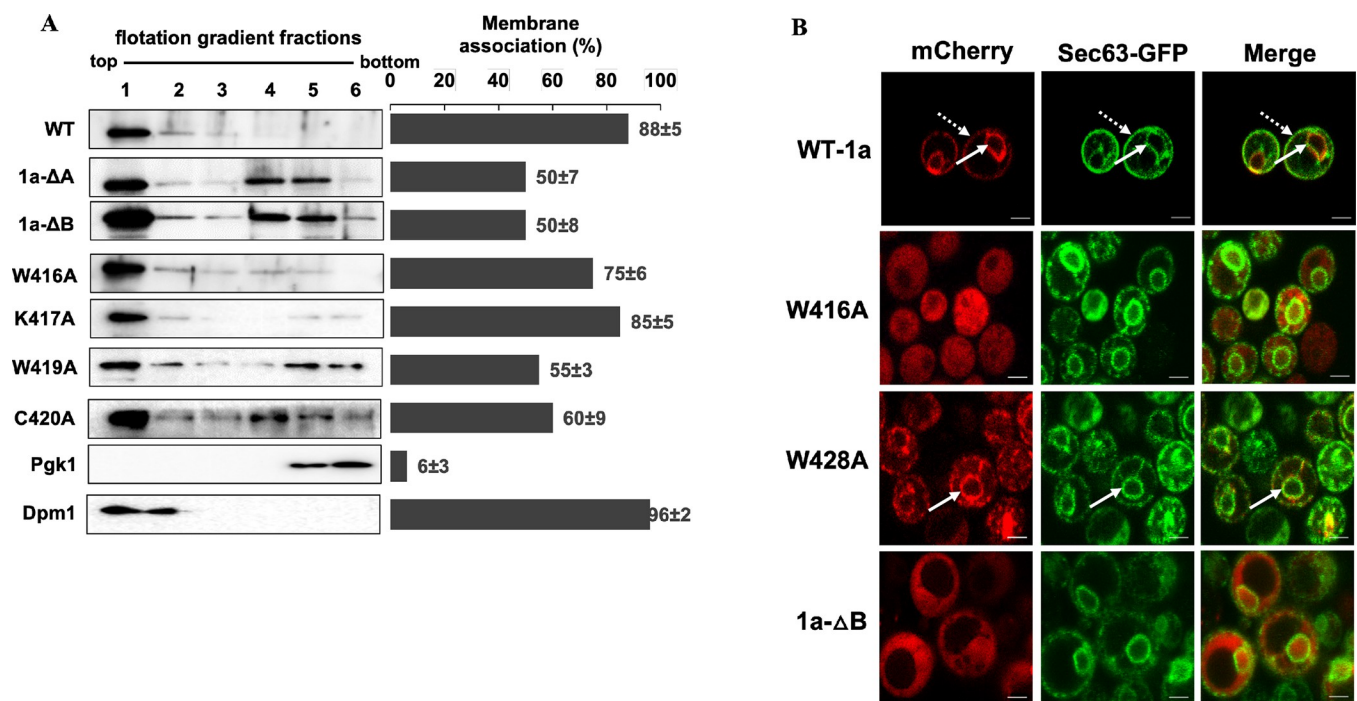 A
flotation gradient fractions
Membrane
association (%)
top
bottom
1 2 3 4 5 6
0 20 40 60 80 100
WT
88±5
1a-ΔA
50±7
1a-ΔB
50±8
W416A
75±6
K417A
85±5
W419A
55±3
C420A
60±9
Pgk1
6±3
Dpm1
96±2
B
mCherry Sec63-GFP Merge
WT-1a
W416A
W428A
1a-△B